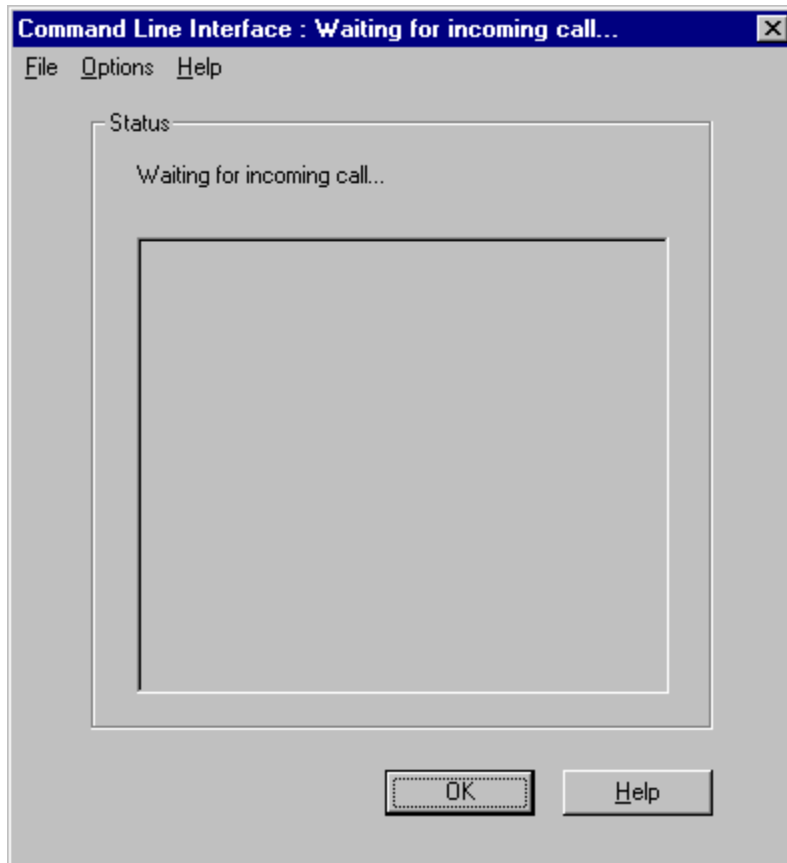 Command Line Interface : Waiting for incoming call...
File Options Help
Status
Waiting for incoming call...
OK Help